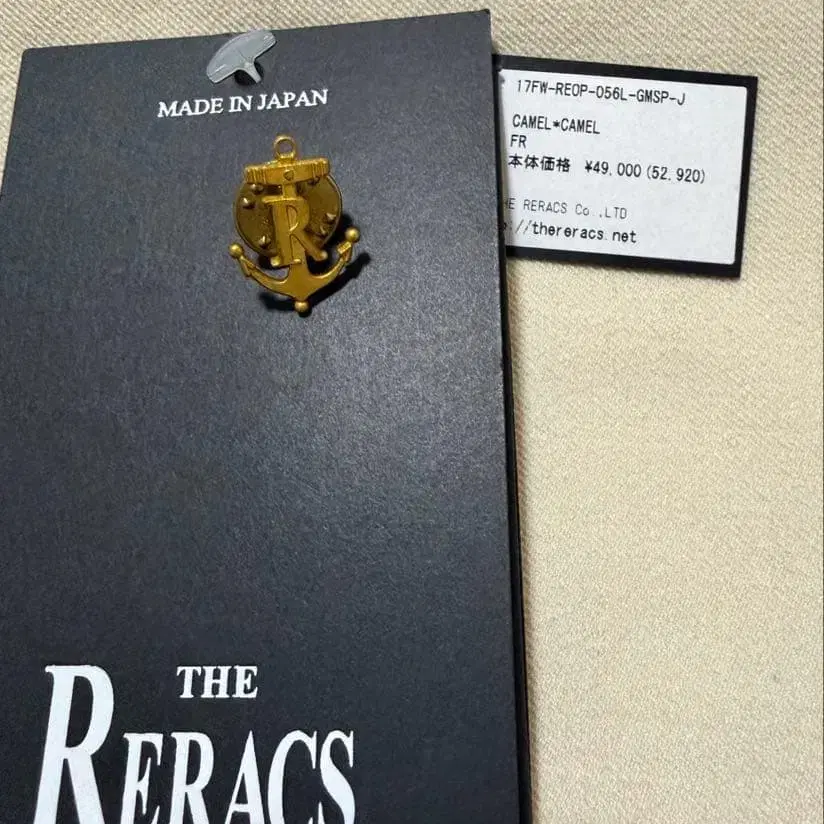 MADE IN JAPAN
R
17FW-REOP-056L-GMSP-J
CAMEL*CAMEL
FR
本体価格 ¥49,000(52,920)
RERACS Co.,LTD
//thereracs.net
THE
RERACS